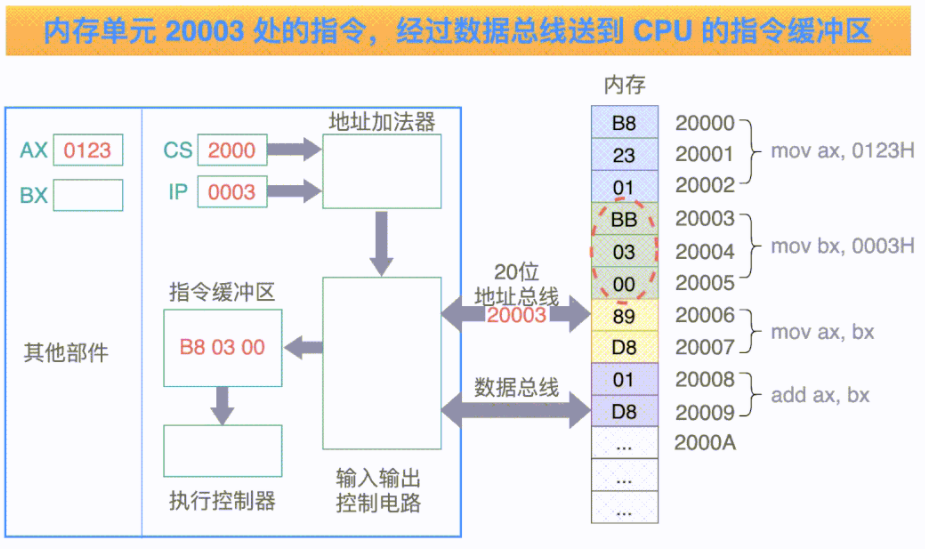 内存单元 20003 处的指令，经过数据总线送到 CPU 的指令缓冲区
内存
地址加法器
AX 0123
CS 2000
BX
IP 0003
B8 20000
23 20001 mov ax, 0123H
01 20002
BB 20003
03 20004 mov bx, 0003H
00 20005
20位
地址总线
20003
89 20006
D8 20007 mov ax, bx
指令缓冲区
B8 03 00
其他部件
数据总线
01 20008
D8 20009 add ax, bx
... 2000A
...
...
执行控制器
输入输出
控制电路